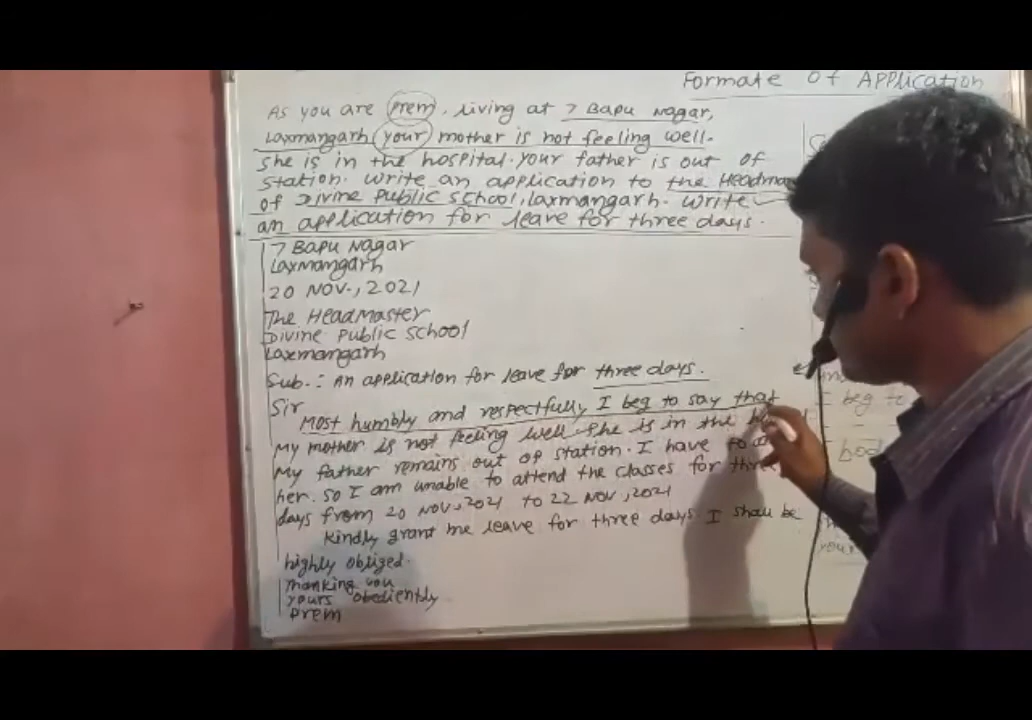 Formate of Application
As you are Prem, living at 7 Bapu Nagar,
Laxmangarh your mother is not feeling well.
She is in the hospital. your father is out of
station. Write an application to the Headmas
of Divine Public School, Laxmangarh. Write
an application for leave for three days.
7 Bapu Nagar
Laxmangarh
20 Nov., 2021
The HeadMaster
Divine Public School
Laxmangarh
Sub.: An application for leave for three days.
Sir
Most humbly and respectfully I beg to say that
my mother is not feeling well. She is in the
My father remains out of station. I have to
her. So I am unable to attend the classes for three
days from 20 Nov., 2021 to 22 Nov., 2021
Kindly grant me leave for three days I shall be
highly obliged.
Thanking you
yours obediently
Prem
I beg to
your